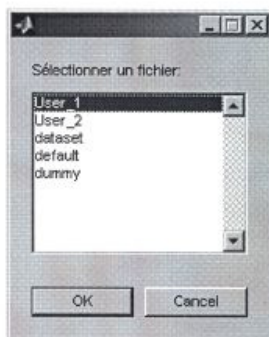 Sélectionner un fichier:
User_1
User_2
dataset
default
dummy
OK
Cancel